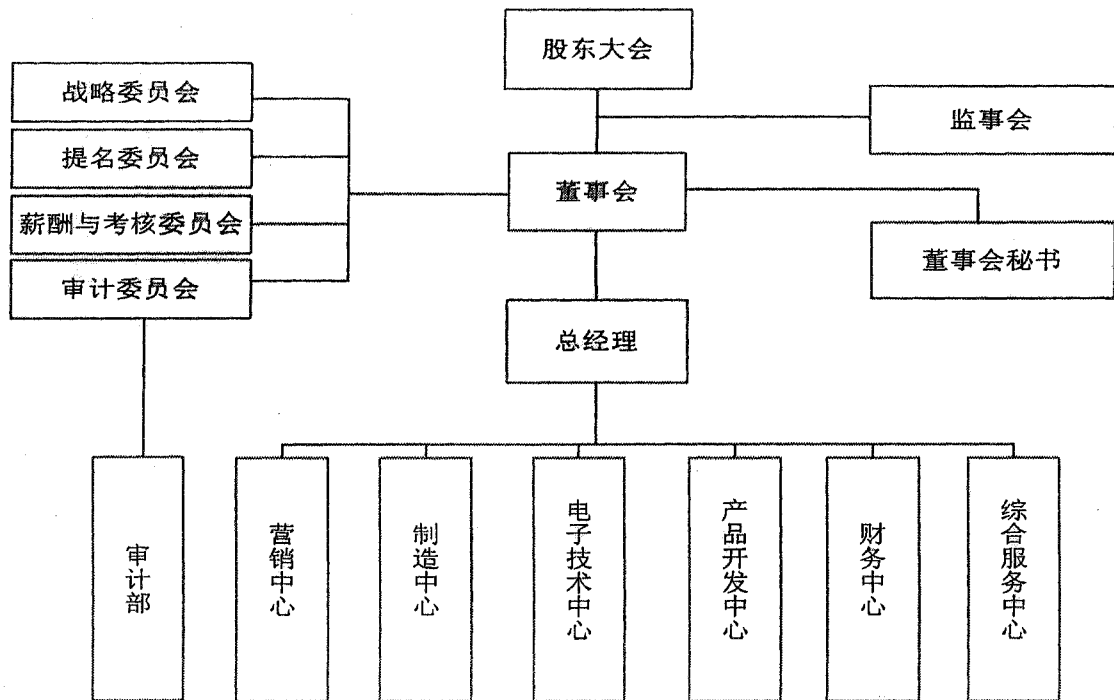 股东大会
战略委员会
监事会
提名委员会
董事会
薪酬与考核委员会
董事会秘书
审计委员会
总经理
审计部
营销中心
制造中心
电子技术中心
产品开发中心
财务中心
综合服务中心